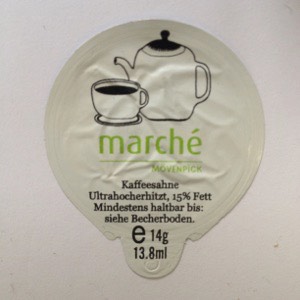 marché
MÖVENPICK
Kaffeesahne
Ultrahocherhitzt, 15% Fett
Mindestens haltbar bis:
siehe Becherboden.
e 14g
13.8ml